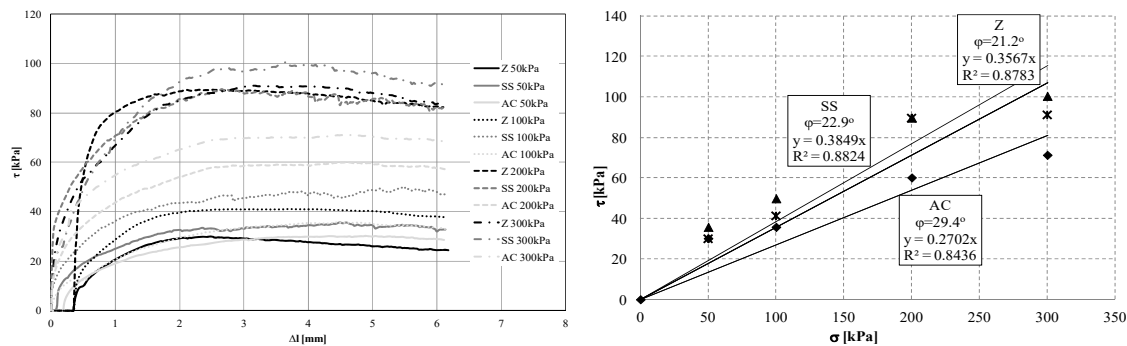 120
100
80
60
40
20
0
τ [kPa]
0 1 2 3 4 5 6 7 8
Δl [mm]
Z 50kPa
SS 50kPa
AC 50kPa
Z 100kPa
SS 100kPa
AC 100kPa
Z 200kPa
SS 200kPa
AC 200kPa
Z 300kPa
SS 300kPa
AC 300kPa
140
120
100
80
60
40
20
0
τ [kPa]
0 50 100 150 200 250 300 350
σ [kPa]
Z
φ=21.2º
y = 0.3567x
R² = 0.8783
SS
φ=22.9º
y = 0.3849x
R² = 0.8824
AC
φ=29.4º
y = 0.2702x
R² = 0.8436